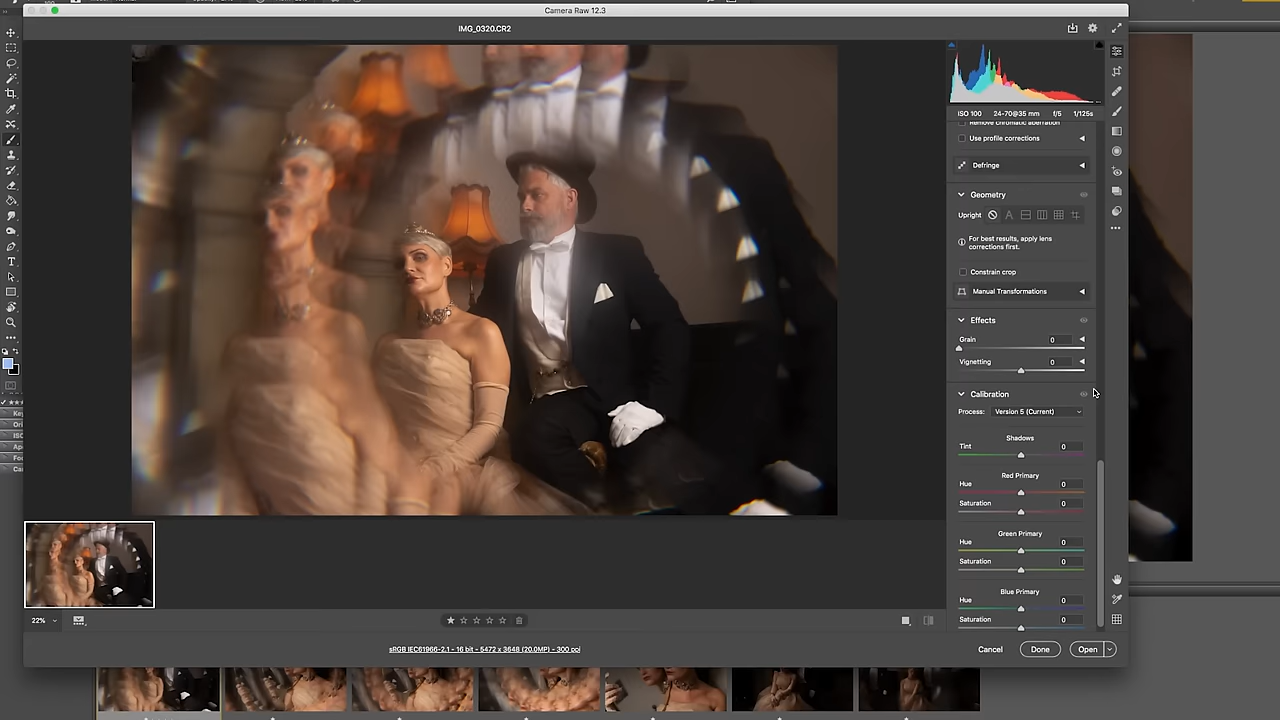 Camera Raw 12.3
IMG_0320.CR2
ISO 100 24-70@35 mm f/5 1/125s
Remove chromatic aberration
Use profile corrections
Defringe
Geometry
Upright A
For best results, apply lens
corrections first.
Constrain crop
Manual Transformations
Effects
Grain 0
Vignetting 0
Calibration
Process: Version 5 (Current)
Shadows
Tint 0
Red Primary
Hue 0
Saturation 0
Green Primary
Hue 0
Saturation 0
Blue Primary
Hue 0
Saturation 0
22%
sRGB IEC61966-2.1 - 16 bit - 5472 x 3648 (20.0MP) - 300 ppi
Cancel Done Open